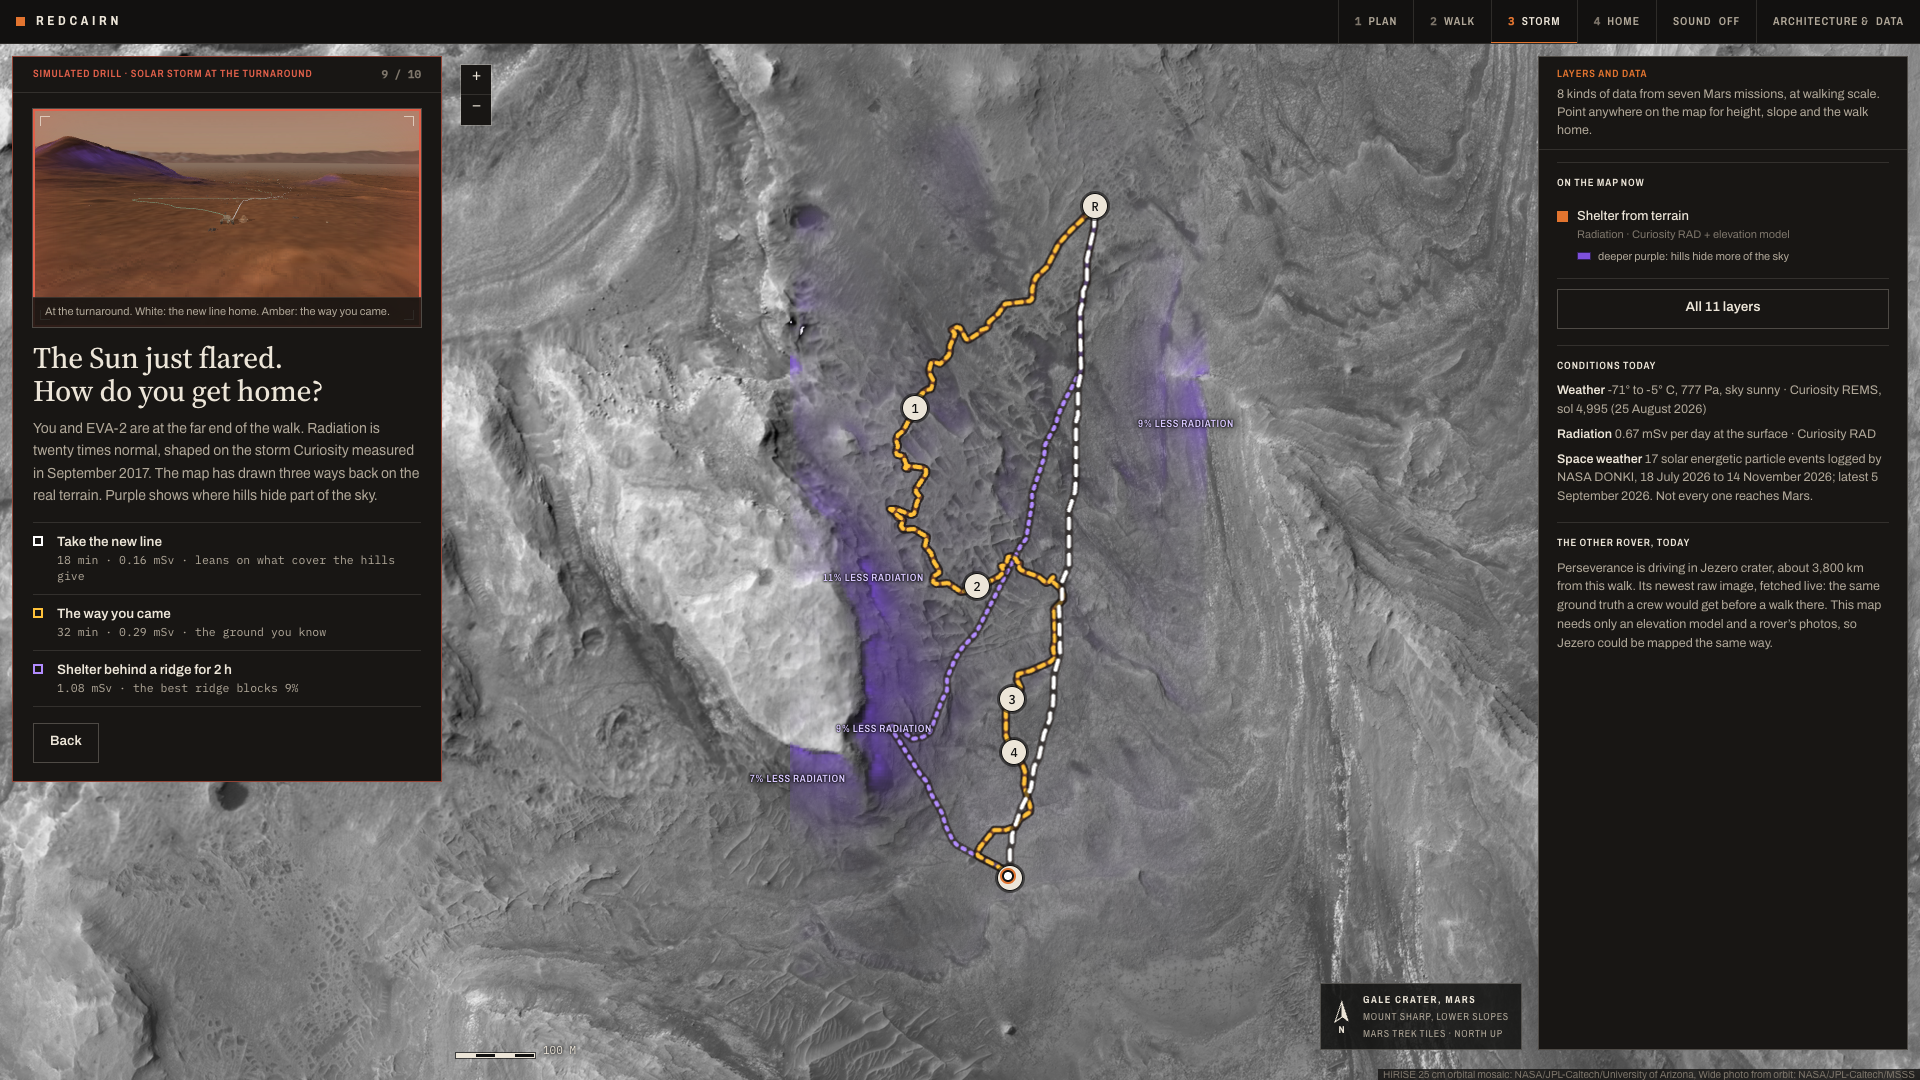 REDCAIRN
1 PLAN
2 WALK
3 STORM
4 HOME
SOUND OFF
ARCHITECTURE & DATA
SIMULATED DRILL · SOLAR STORM AT THE TURNAROUND
9 / 10
At the turnaround. White: the new line home. Amber: the way you came.
The Sun just flared.
How do you get home?
You and EVA-2 are at the far end of the walk. Radiation is
twenty times normal, shaped on the storm Curiosity measured
in September 2017. The map has drawn three ways back on the
real terrain. Purple shows where hills hide part of the sky.
Take the new line
18 min · 0.16 mSv · leans on what cover the hills
give
The way you came
32 min · 0.29 mSv · the ground you know
Shelter behind a ridge for 2 h
1.08 mSv · the best ridge blocks 9%
Back
+
−
R
1
2
3
4
9% LESS RADIATION
11% LESS RADIATION
9% LESS RADIATION
7% LESS RADIATION
100 M
N
GALE CRATER, MARS
MOUNT SHARP, LOWER SLOPES
MARS TREK TILES · NORTH UP
LAYERS AND DATA
8 kinds of data from seven Mars missions, at walking scale.
Point anywhere on the map for height, slope and the walk
home.
ON THE MAP NOW
Shelter from terrain
Radiation · Curiosity RAD + elevation model
deeper purple: hills hide more of the sky
All 11 layers
CONDITIONS TODAY
Weather -71° to -5° C, 777 Pa, sky sunny · Curiosity REMS,
sol 4,995 (25 August 2026)
Radiation 0.67 mSv per day at the surface · Curiosity RAD
Space weather 17 solar energetic particle events logged by
NASA DONKI, 18 July 2026 to 14 November 2026; latest 5
September 2026. Not every one reaches Mars.
THE OTHER ROVER, TODAY
Perseverance is driving in Jezero crater, about 3,800 km
from this walk. Its newest raw image, fetched live: the same
ground truth a crew would get before a walk there. This map
needs only an elevation model and a rover's photos, so
Jezero could be mapped the same way.
HiRISE 25 cm orbital mosaic: NASA/JPL-Caltech/University of Arizona, Wide photo from orbit: NASA/JPL-Caltech/MSSS